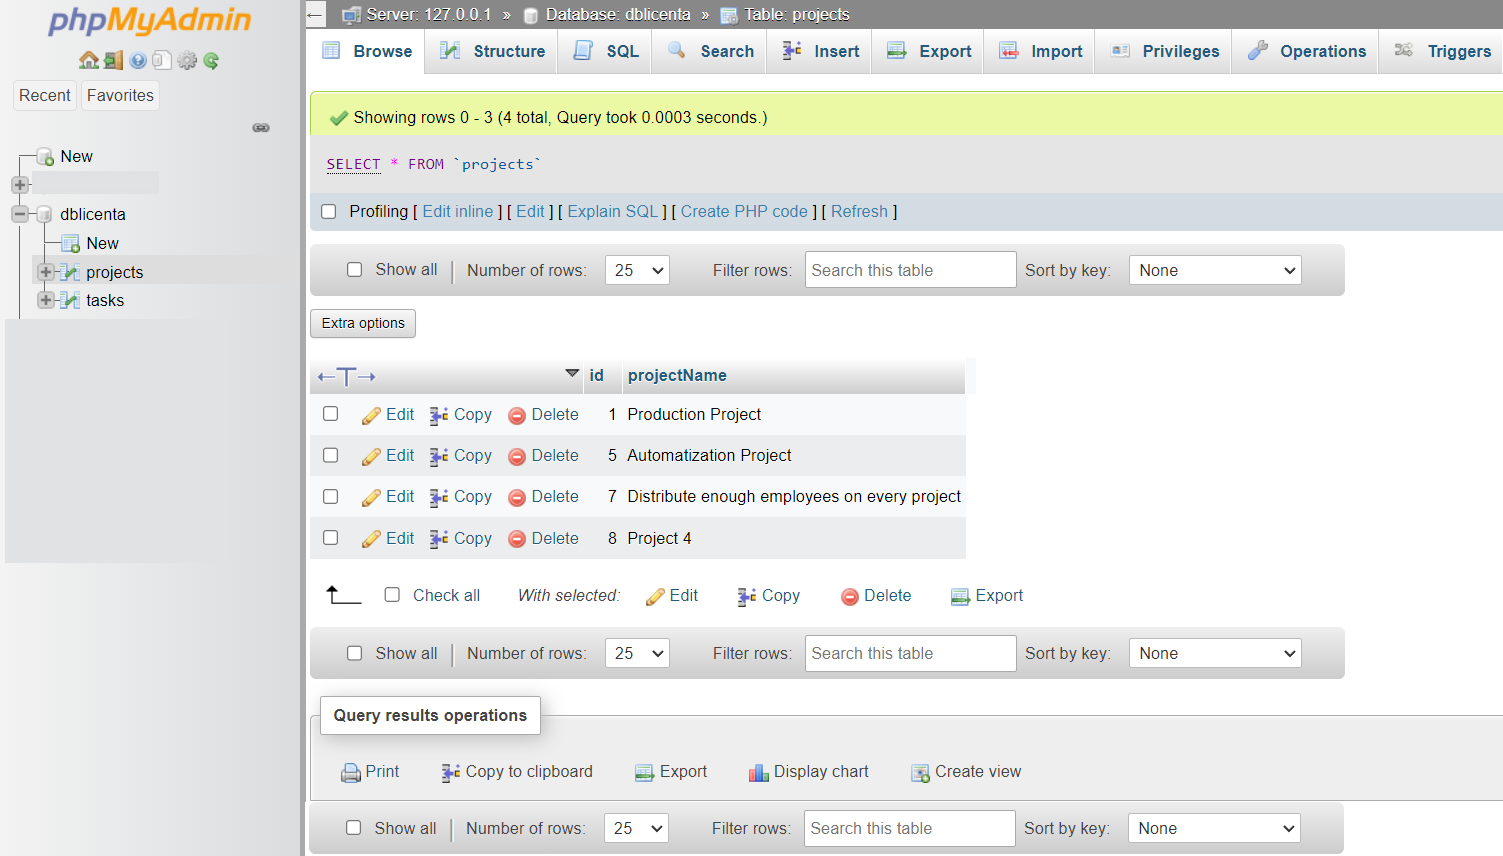 phpMyAdmin
Recent Favorites
New
dblicenta
New
projects
tasks
← Server: 127.0.0.1 » Database: dblicenta » Table: projects
Browse Structure SQL Search Insert Export Import Privileges Operations Triggers
Showing rows 0 - 3 (4 total, Query took 0.0003 seconds.)
SELECT * FROM `projects`
Profiling [ Edit inline ] [ Edit ] [ Explain SQL ] [ Create PHP code ] [ Refresh ]
Show all | Number of rows: 25 Filter rows: Search this table Sort by key: None
Extra options
←T→ id projectName
Edit Copy Delete 1 Production Project
Edit Copy Delete 5 Automatization Project
Edit Copy Delete 7 Distribute enough employees on every project
Edit Copy Delete 8 Project 4
Check all With selected: Edit Copy Delete Export
Show all | Number of rows: 25 Filter rows: Search this table Sort by key: None
Query results operations
Print Copy to clipboard Export Display chart Create view
Show all | Number of rows: 25 Filter rows: Search this table Sort by key: None